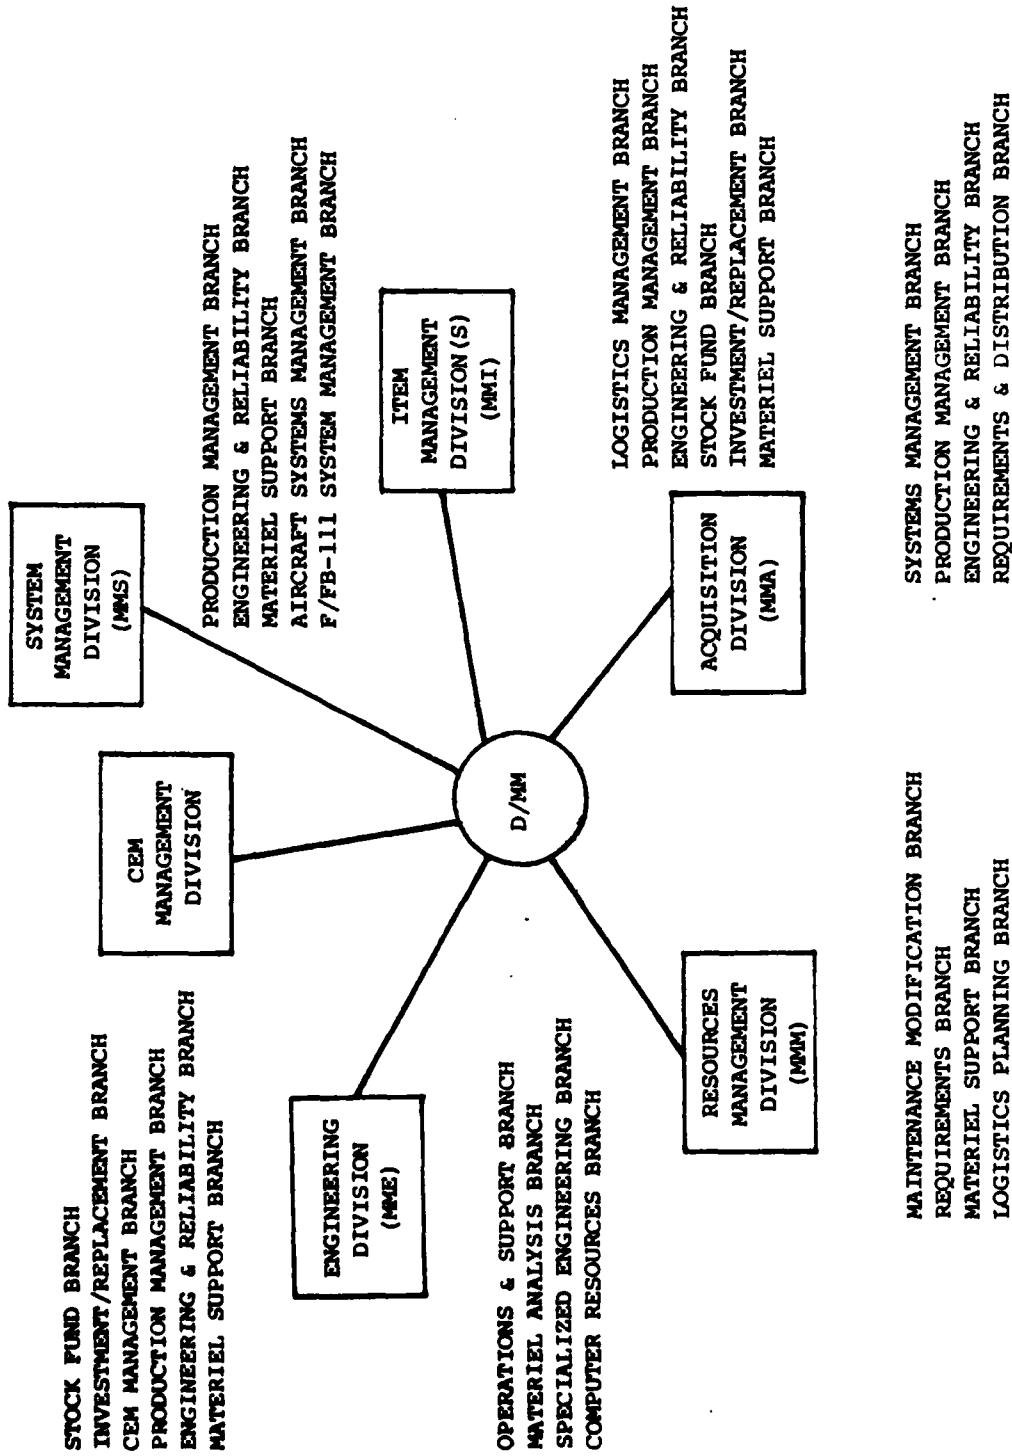 STOCK FUND BRANCH
INVESTMENT/REPLACEMENT BRANCH
CEM MANAGEMENT BRANCH
PRODUCTION MANAGEMENT BRANCH
ENGINEERING & RELIABILITY BRANCH
MATERIEL SUPPORT BRANCH
CEM
MANAGEMENT
DIVISION
SYSTEM
MANAGEMENT
DIVISION
(MMS)
PRODUCTION MANAGEMENT BRANCH
ENGINEERING & RELIABILITY BRANCH
MATERIEL SUPPORT BRANCH
AIRCRAFT SYSTEMS MANAGEMENT BRANCH
F/FB-111 SYSTEM MANAGEMENT BRANCH
ENGINEERING
DIVISION
(MME)
D/MM
ITEM
MANAGEMENT
DIVISION(S)
(MMI)
OPERATIONS & SUPPORT BRANCH
MATERIEL ANALYSIS BRANCH
SPECIALIZED ENGINEERING BRANCH
COMPUTER RESOURCES BRANCH
LOGISTICS MANAGEMENT BRANCH
PRODUCTION MANAGEMENT BRANCH
ENGINEERING & RELIABILITY BRANCH
STOCK FUND BRANCH
INVESTMENT/REPLACEMENT BRANCH
MATERIEL SUPPORT BRANCH
RESOURCES
MANAGEMENT
DIVISION
(MMM)
ACQUISITION
DIVISION
(MMA)
MAINTENANCE MODIFICATION BRANCH
REQUIREMENTS BRANCH
MATERIEL SUPPORT BRANCH
LOGISTICS PLANNING BRANCH
SYSTEMS MANAGEMENT BRANCH
PRODUCTION MANAGEMENT BRANCH
ENGINEERING & RELIABILITY BRANCH
REQUIREMENTS & DISTRIBUTION BRANCH